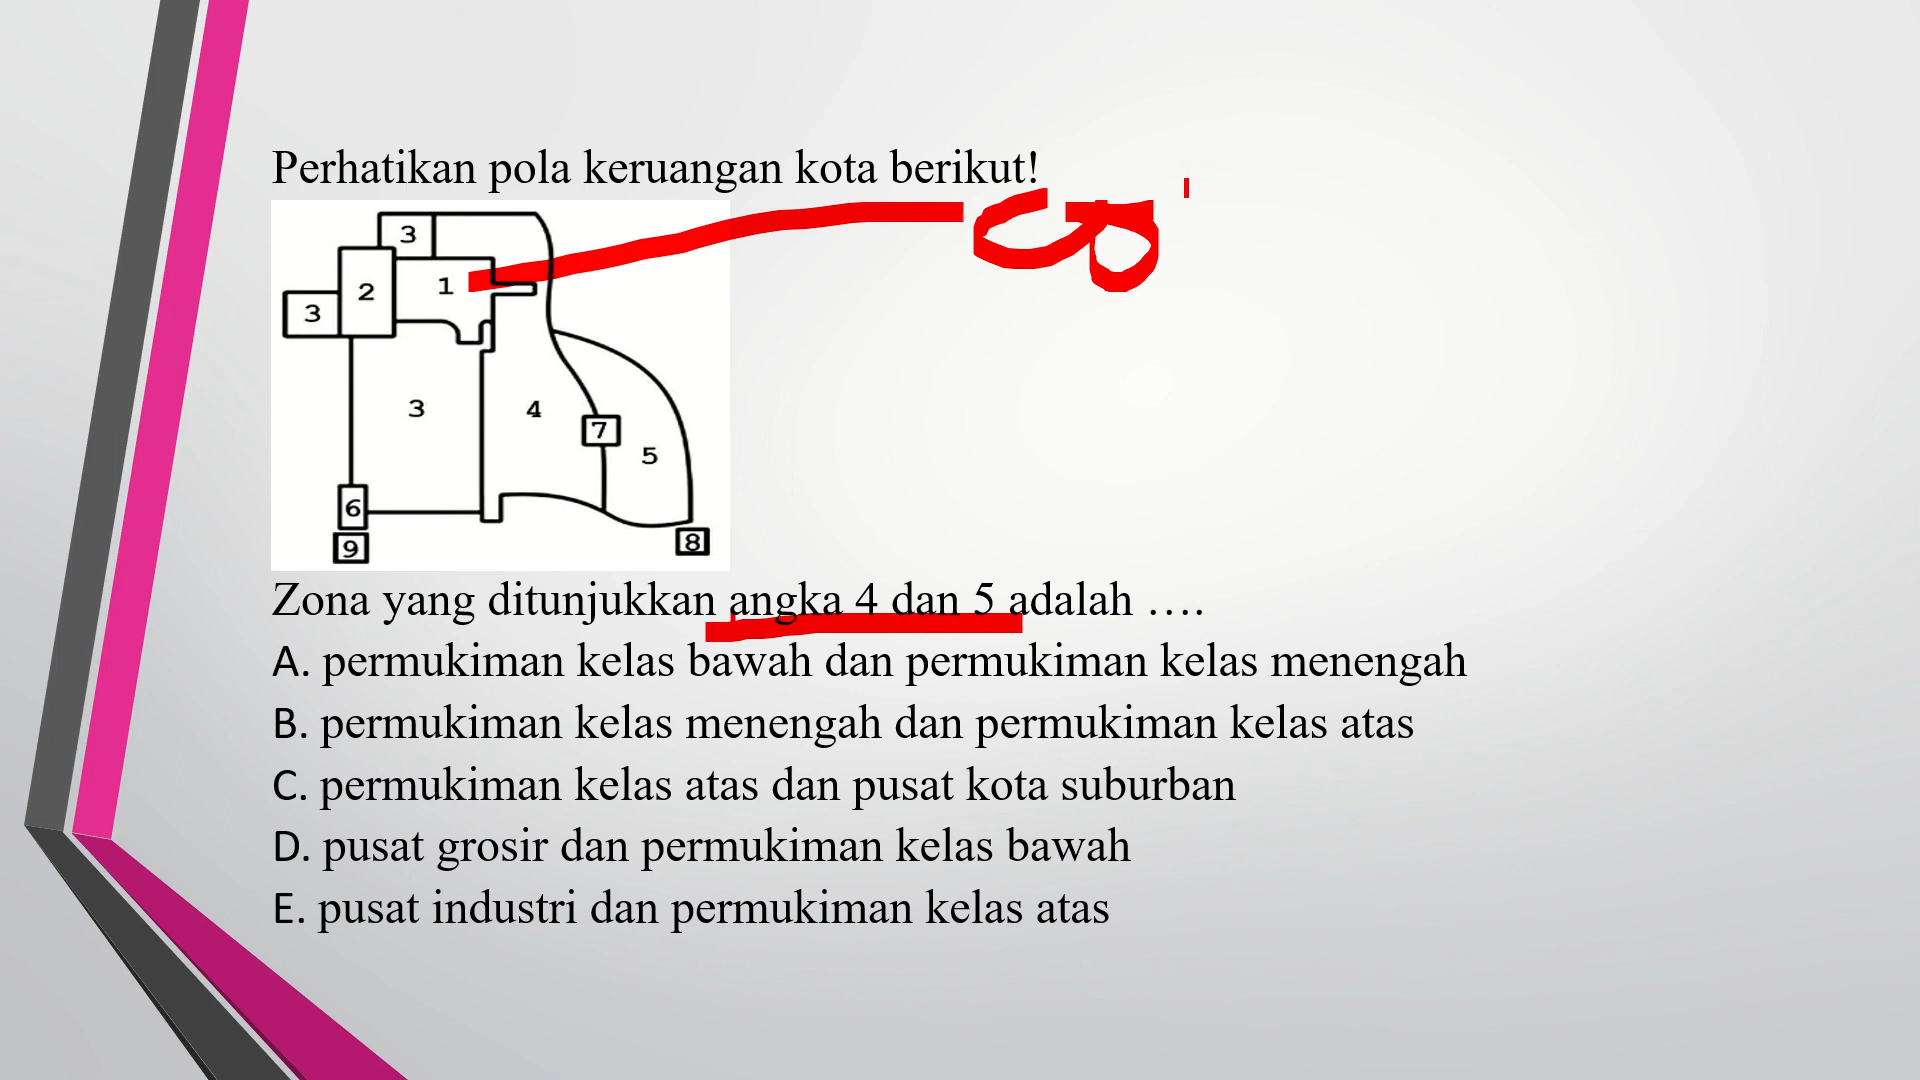 Perhatikan pola keruangan kota berikut!
3
2
1
3
3
4
7
5
6
9
8
Zona yang ditunjukkan angka 4 dan 5 adalah ….
A. permukiman kelas bawah dan permukiman kelas menengah
B. permukiman kelas menengah dan permukiman kelas atas
C. permukiman kelas atas dan pusat kota suburban
D. pusat grosir dan permukiman kelas bawah
E. pusat industri dan permukiman kelas atas